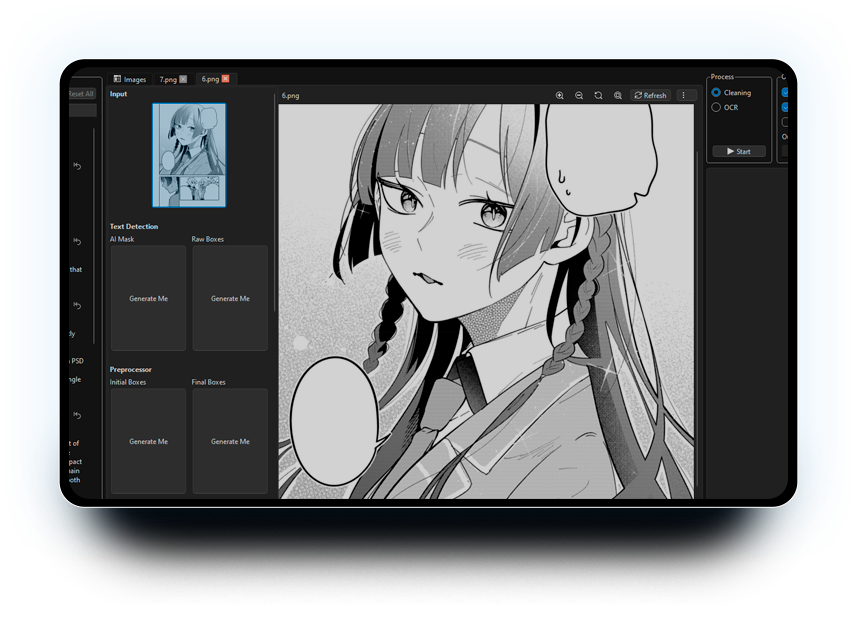 Images
7.png
6.png
Reset All
that
PSD
ngle
t of
pact
ain
ooth
Input
Text Detection
AI Mask
Raw Boxes
Generate Me
Generate Me
Preprocessor
Initial Boxes
Final Boxes
Generate Me
Generate Me
6.png
Refresh
Process
Cleaning
OCR
Start